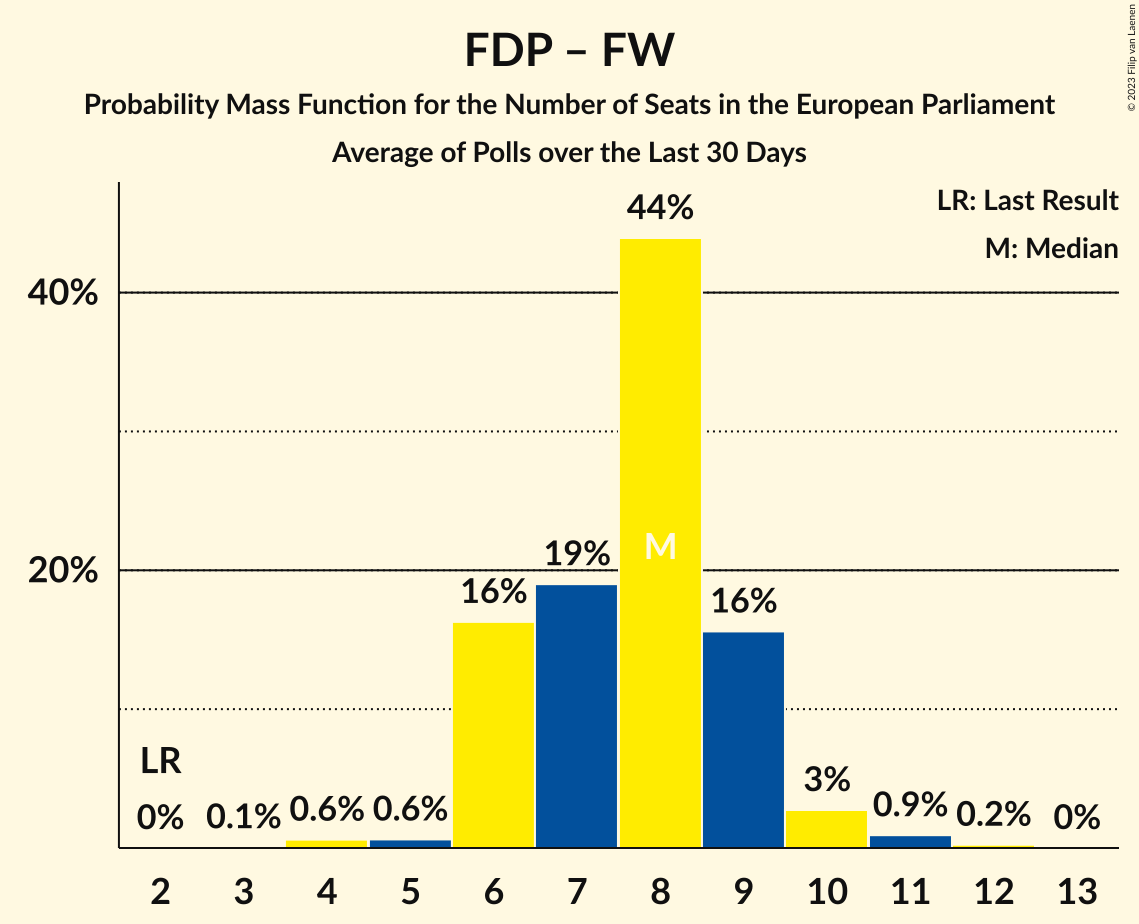 FDP – FW
Probability Mass Function for the Number of Seats in the European Parliament
Average of Polls over the Last 30 Days
© 2023 Filip van Laenen
LR: Last Result
M: Median
44%
40%
M
19%
20%
16%
16%
LR
3%
0%
0.1%
0.6%
0.6%
0.9%
0.2%
0%
2 3 4 5 6 7 8 9 10 11 12 13